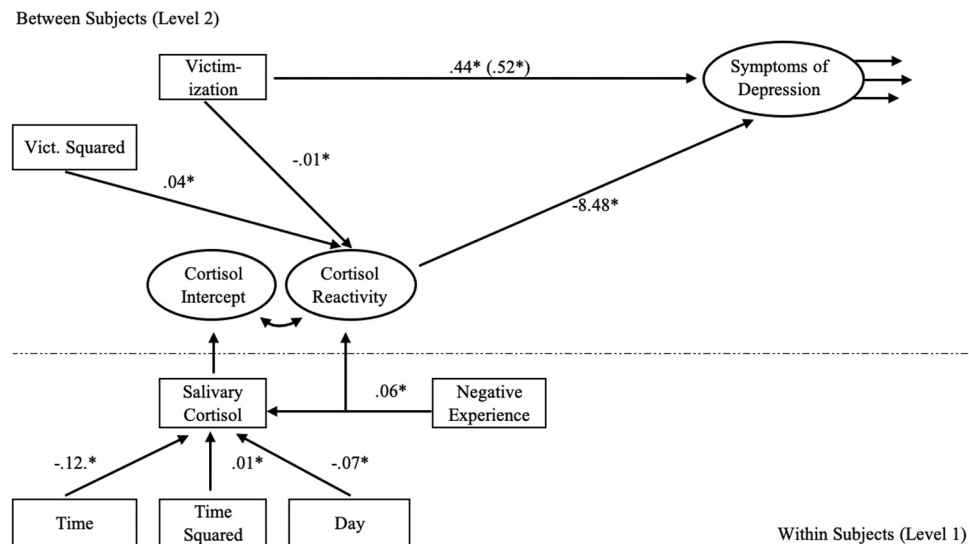 Between Subjects (Level 2)
Victim-
ization
.44* (.52*)
Symptoms of
Depression
Vict. Squared
-.01*
.04*
-8.48*
Cortisol
Intercept
Cortisol
Reactivity
Salivary
Cortisol
.06*
Negative
Experience
-.12.*
.01*
-.07*
Time
Time
Squared
Day
Within Subjects (Level 1)